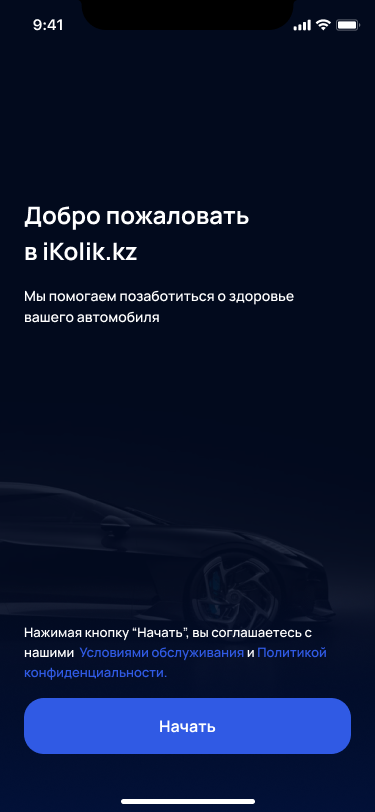 9:41
Добро пожаловать
в iKolik.kz
Мы помогаем позаботиться о здоровье
вашего автомобиля
Нажимая кнопку “Начать”, вы соглашаетесь с
нашими Условиями обслуживания и Политикой
конфиденциальности.
Начать